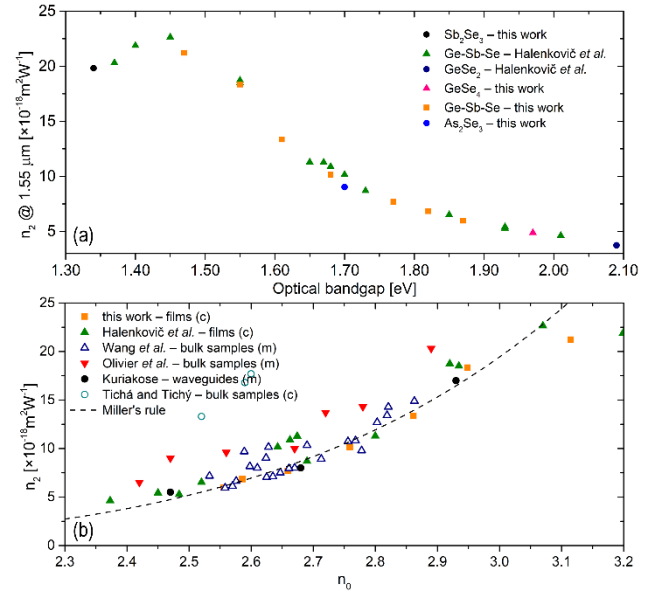 25
20
15
10
5
n₂ @ 1.55 µm [×10⁻¹⁸m²W⁻¹]
(a)
Sb₂Se₃ – this work
Ge-Sb-Se – Halenkovič et al.
GeSe₂ – Halenkovič et al.
GeSe₄ – this work
Ge-Sb-Se – this work
As₂Se₃ – this work
1.30 1.40 1.50 1.60 1.70 1.80 1.90 2.00 2.10
Optical bandgap [eV]
25
20
15
10
5
0
n₂ [×10⁻¹⁸m²W⁻¹]
this work – films (c)
Halenkovič et al. – films (c)
Wang et al. – bulk samples (m)
Olivier et al. – bulk samples (m)
Kuriakose – waveguides (m)
Tichá and Tichý – bulk samples (c)
Miller's rule
(b)
2.3 2.4 2.5 2.6 2.7 2.8 2.9 3.0 3.1 3.2
n₀